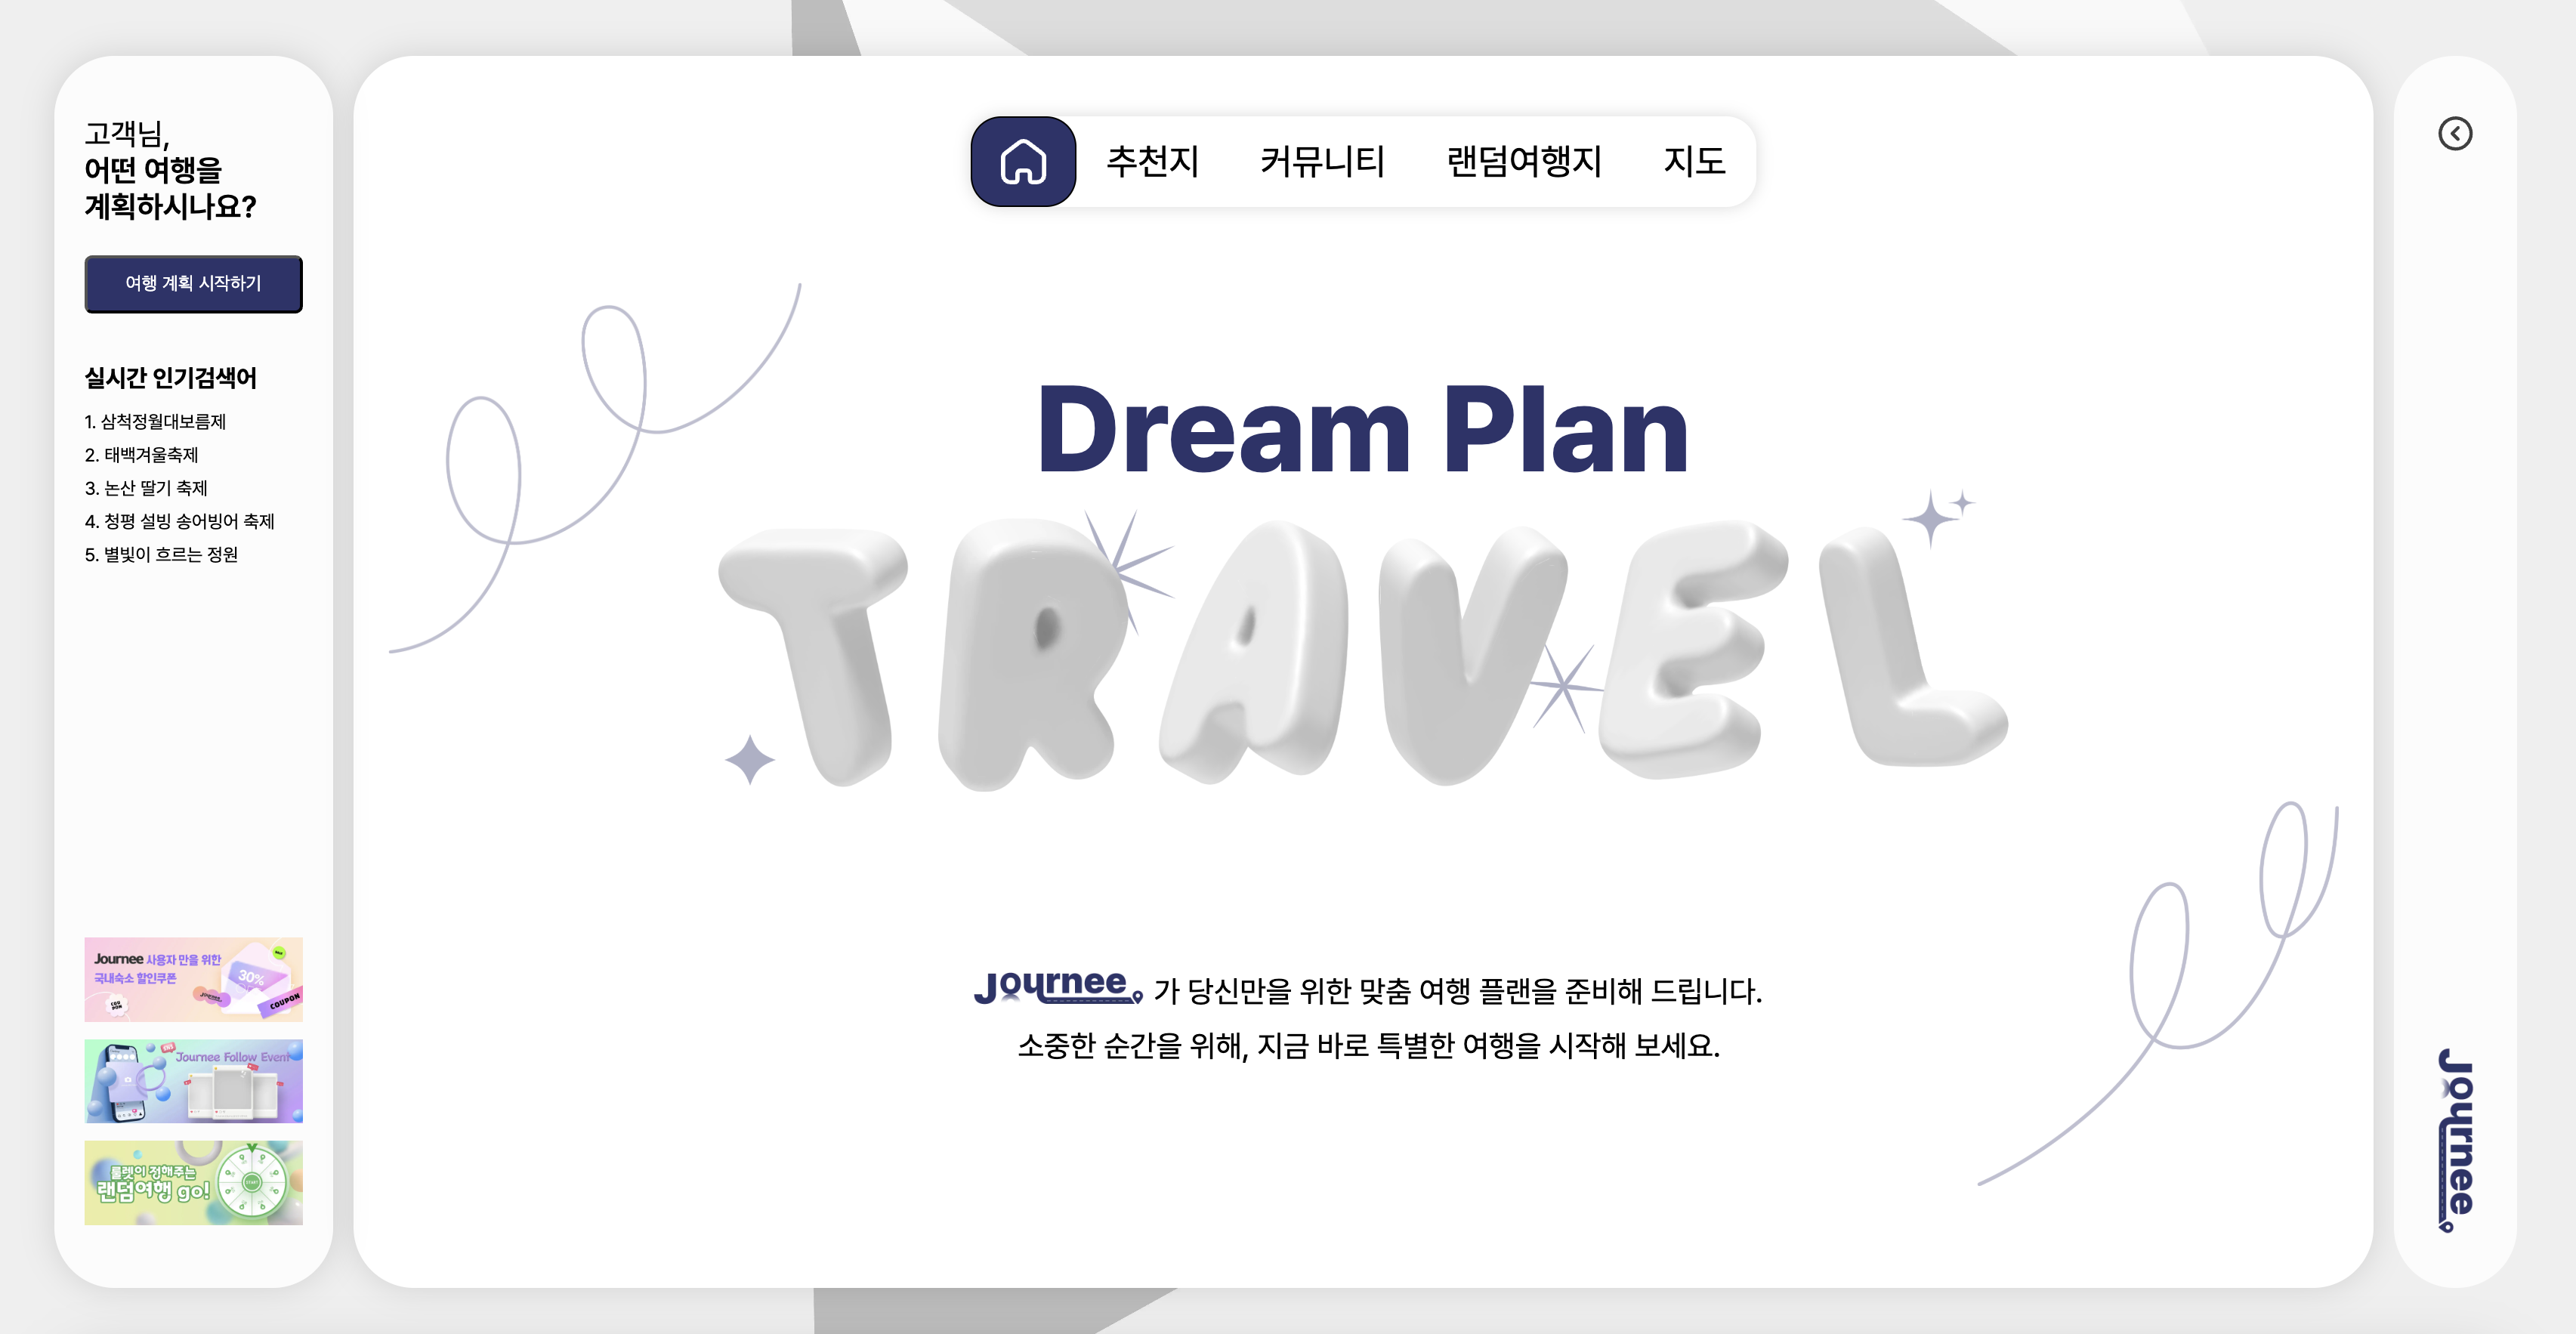 고객님,
어떤 여행을
계획하시나요?
여행 계획 시작하기
실시간 인기검색어
1. 삼척정월대보름제
2. 태백겨울축제
3. 논산 딸기 축제
4. 청평 설빙 송어빙어 축제
5. 별빛이 흐르는 정원
Journee 사용자 만을 위한
국내숙소 할인쿠폰
30%
COUPON
COU
PON
Journee Follow Event
룰렛이 정해주는
랜덤여행 go!
START
추천지 커뮤니티 랜덤여행지 지도
Dream Plan
TRAVEL
Journee 가 당신만을 위한 맞춤 여행 플랜을 준비해 드립니다.
소중한 순간을 위해, 지금 바로 특별한 여행을 시작해 보세요.
Journee